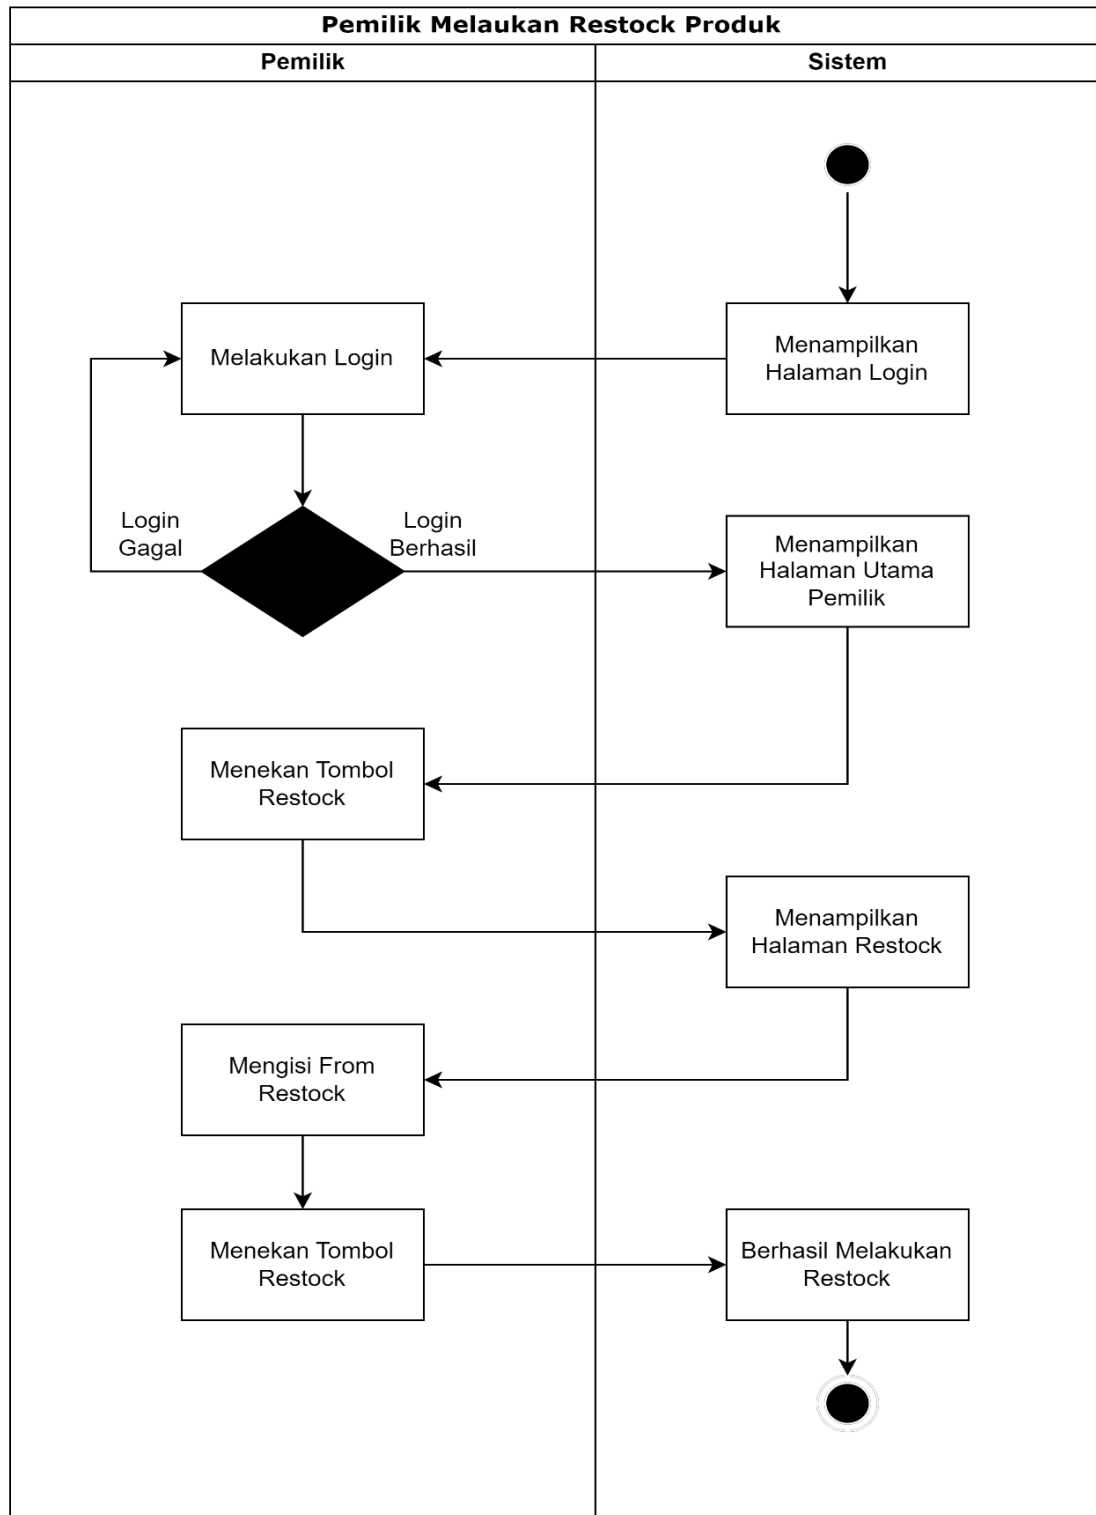 Pemilik Melaukan Restock Produk
Pemilik
Sistem
Melakukan Login
Menampilkan
Halaman Login
Login
Gagal
Login
Berhasil
Menampilkan
Halaman Utama
Pemilik
Menekan Tombol
Restock
Menampilkan
Halaman Restock
Mengisi From
Restock
Menekan Tombol
Restock
Berhasil Melakukan
Restock